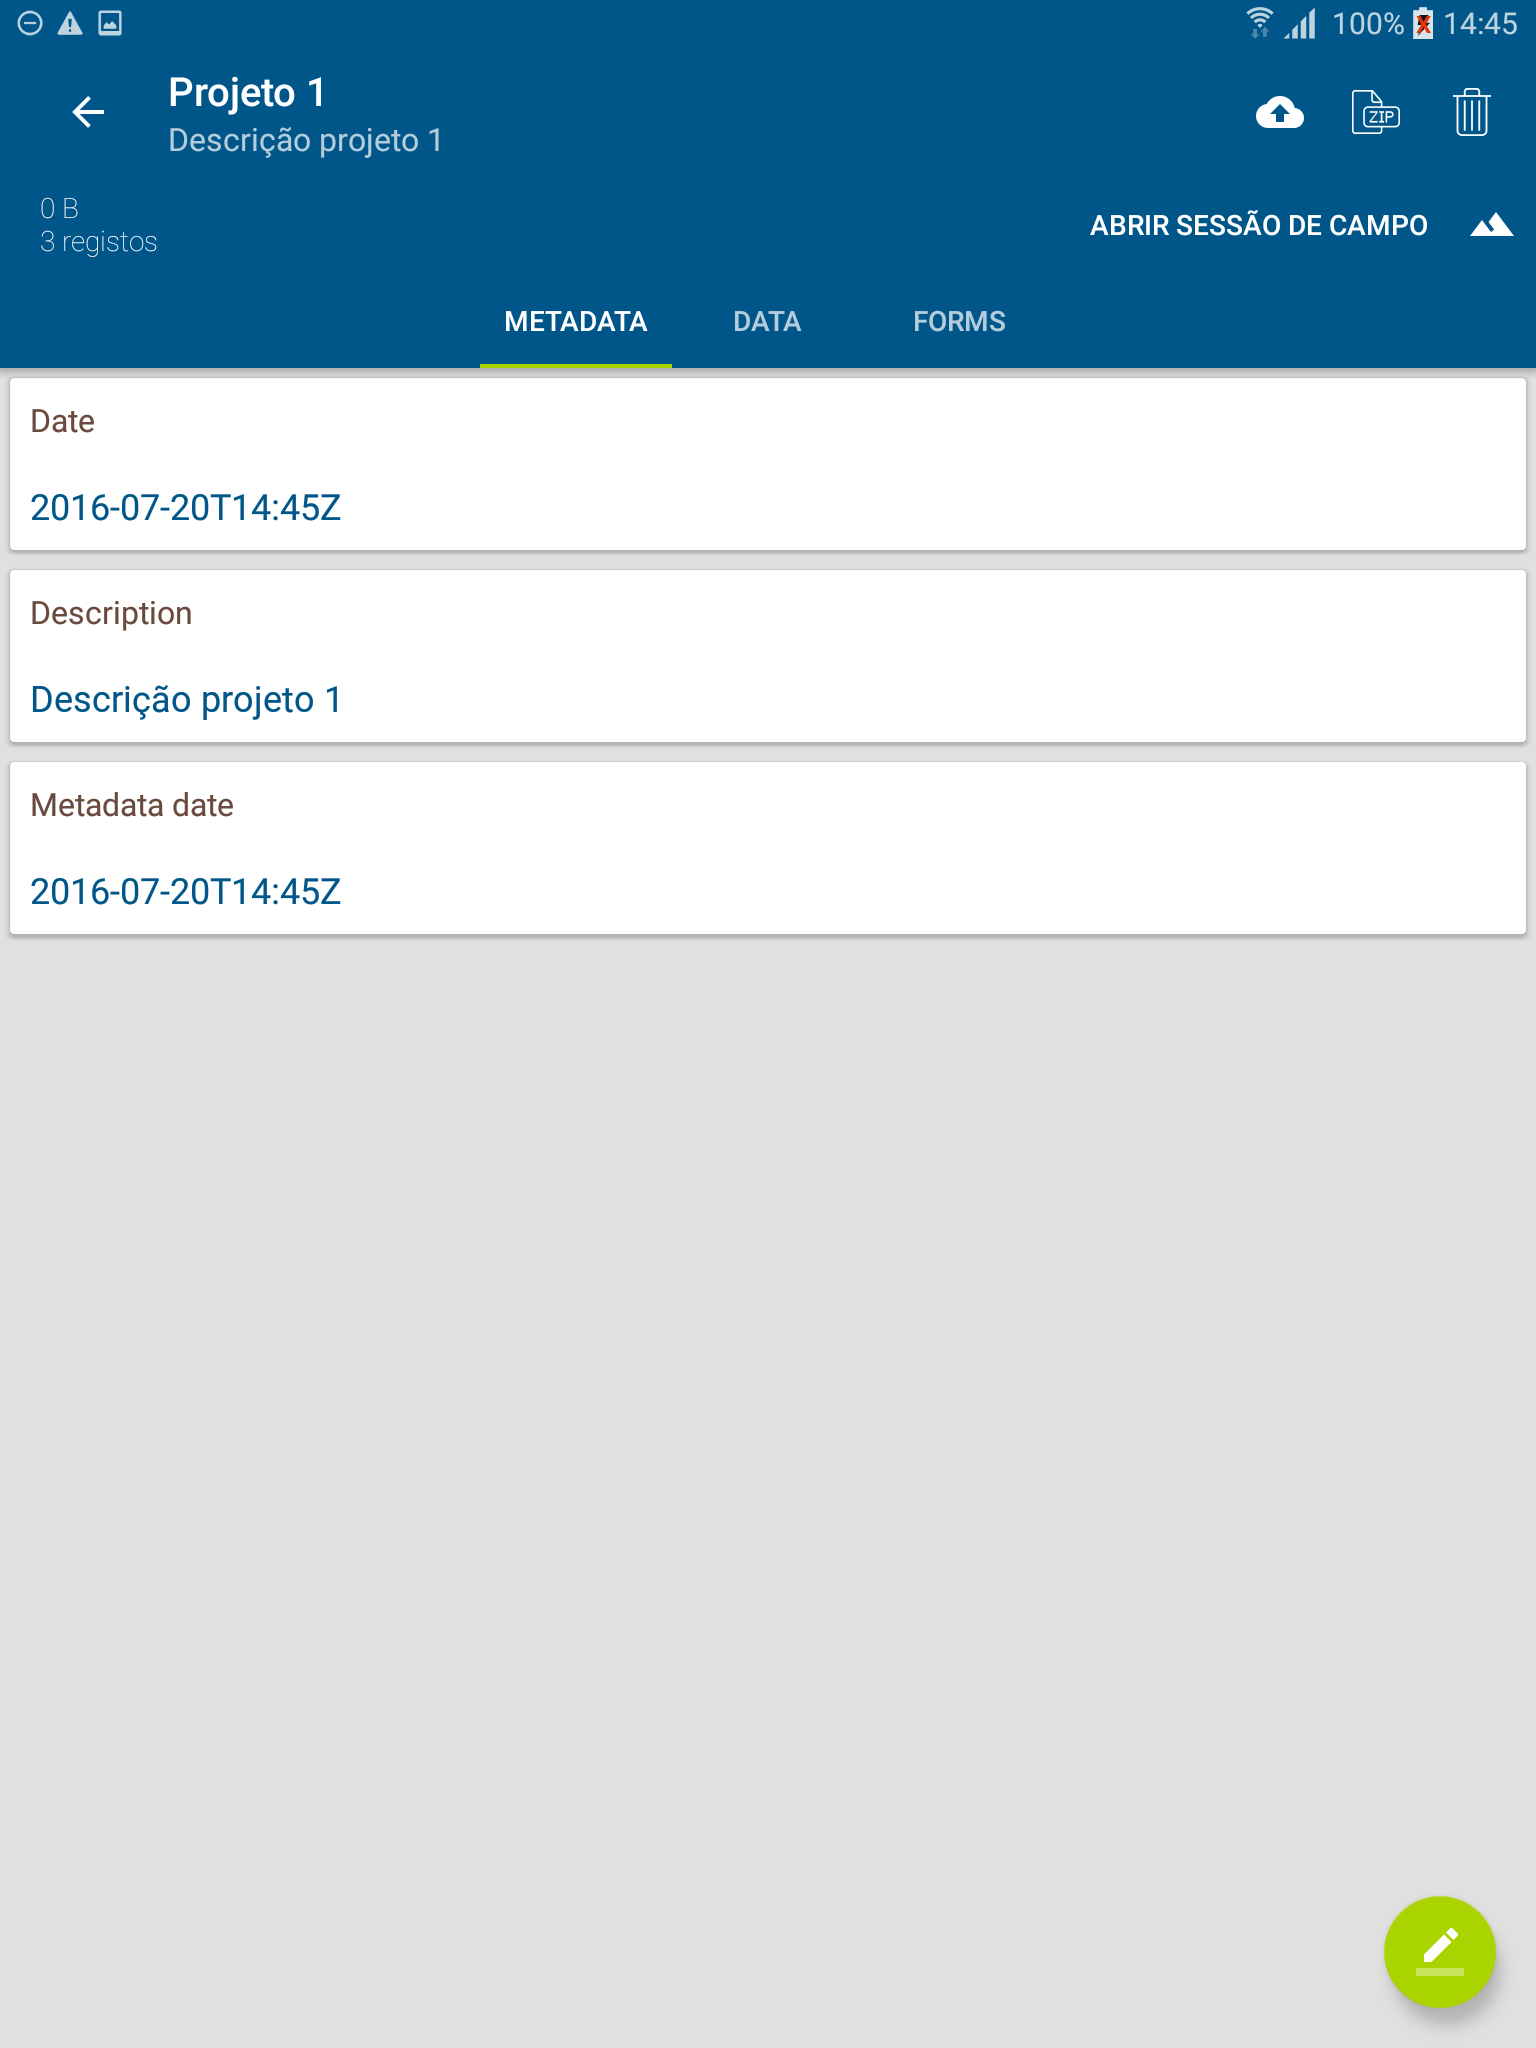 100% 14:45
Projeto 1
Descrição projeto 1
ZIP
0 B
3 registos
ABRIR SESSÃO DE CAMPO
METADATA DATA FORMS
Date
2016-07-20T14:45Z
Description
Descrição projeto 1
Metadata date
2016-07-20T14:45Z